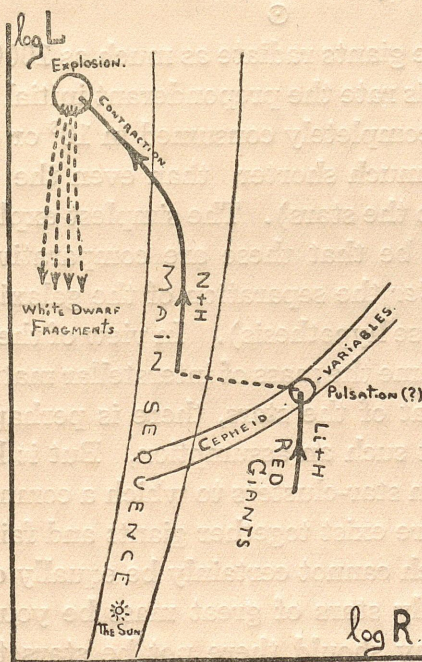 log L
Explosion.
CONTRACTION
White Dwarf
FRAGMENTS
N+H
MAIN SEQUENCE
CEPHEID VARIABLES.
Pulsation (?)
Li+H
RED
GIANTS
The Sun
log R.